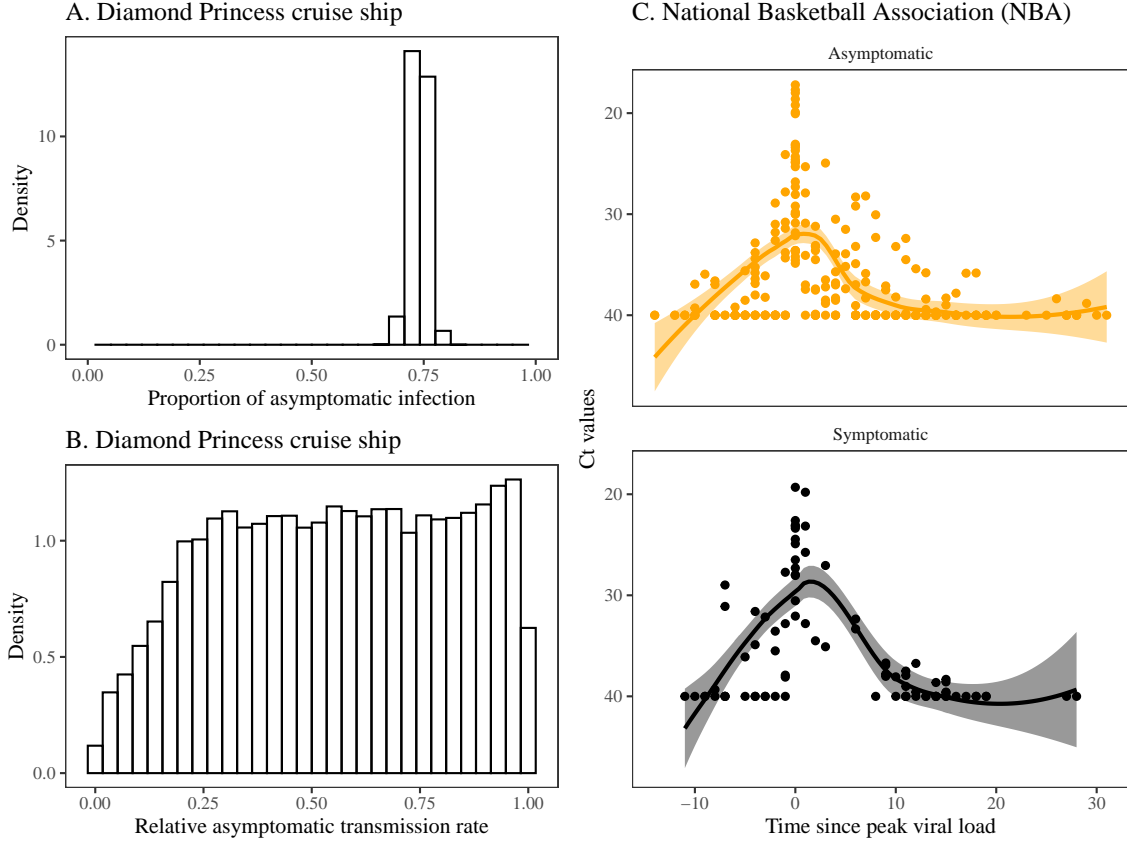 A. Diamond Princess cruise ship
Density
10
5
0
0.00 0.25 0.50 0.75 1.00
Proportion of asymptomatic infection
B. Diamond Princess cruise ship
Density
1.0
0.5
0.0
0.00 0.25 0.50 0.75 1.00
Relative asymptomatic transmission rate
C. National Basketball Association (NBA)
Ct values
Asymptomatic
20
30
40
Symptomatic
20
30
40
−10 0 10 20 30
Time since peak viral load